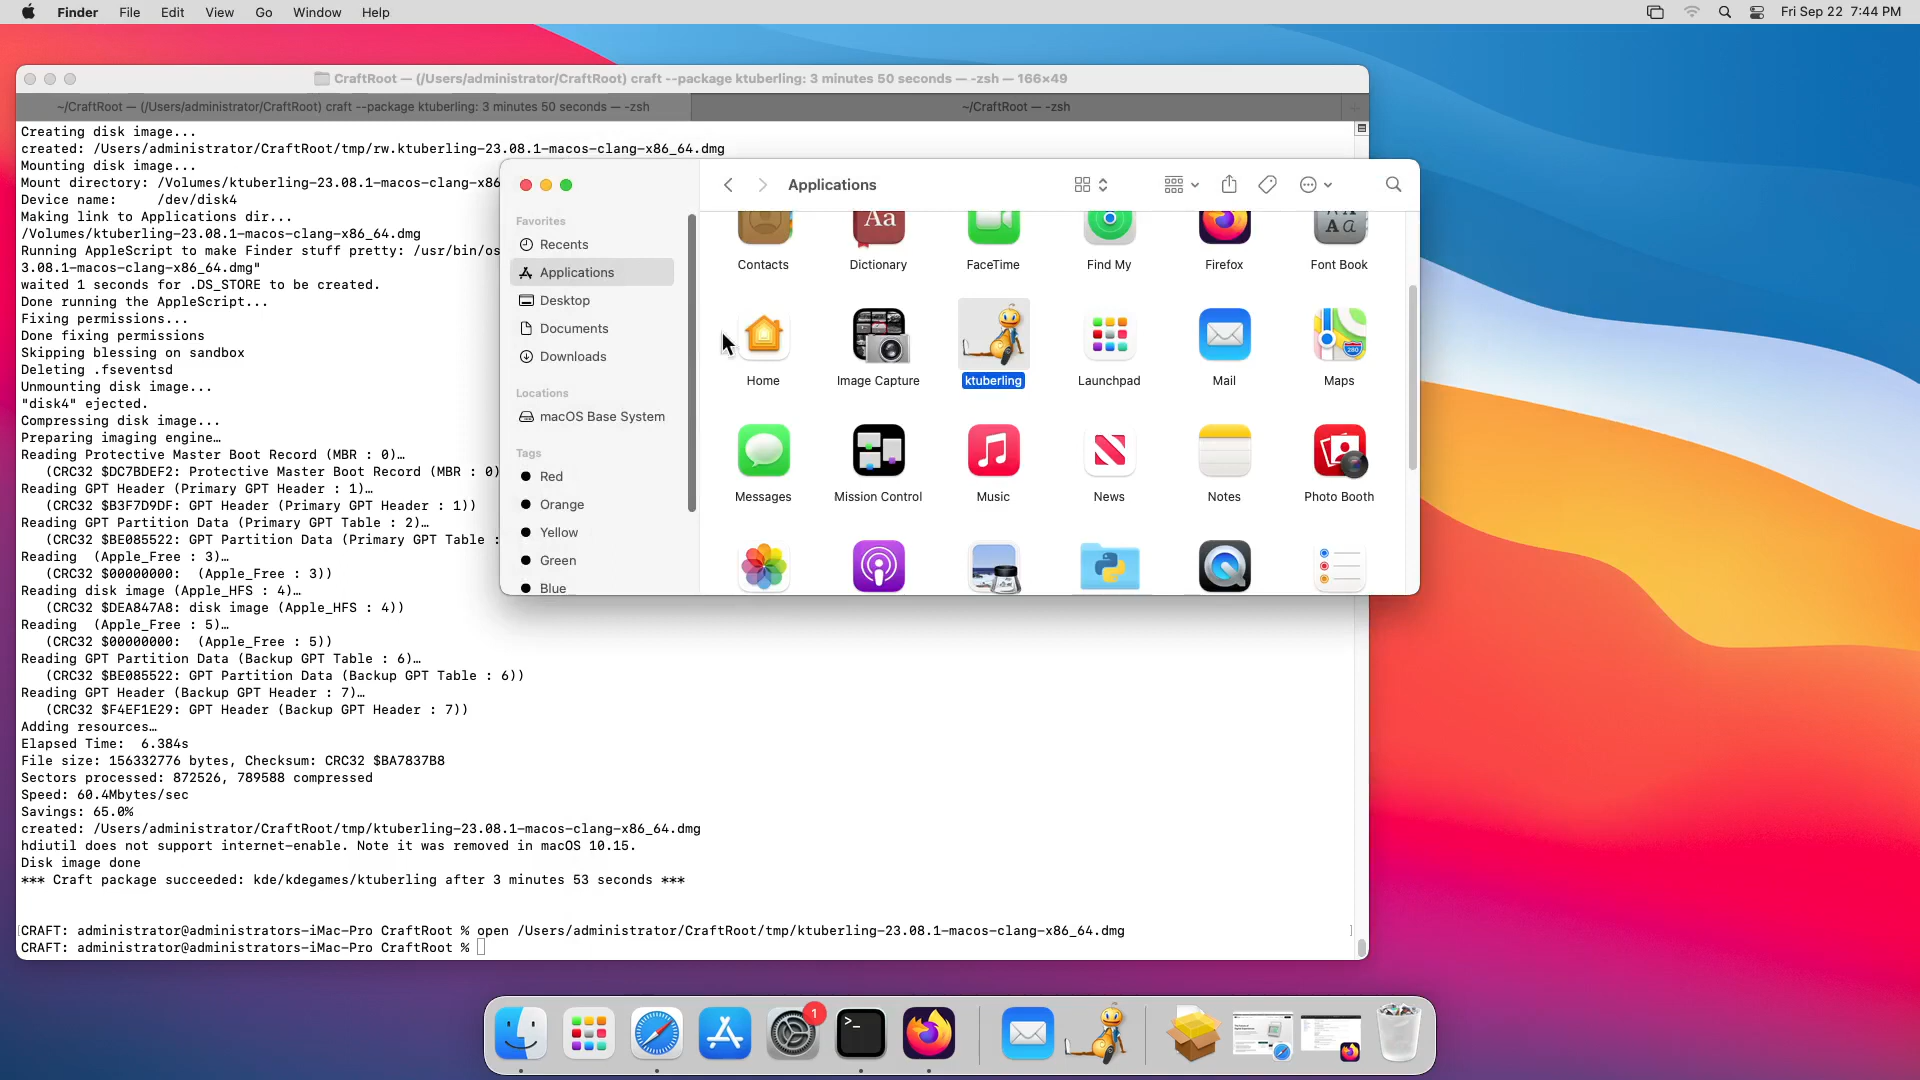 Finder File Edit View Go Window Help
Fri Sep 22 7:44 PM
CraftRoot — (/Users/administrator/CraftRoot) craft --package ktuberling: 3 minutes 50 seconds — -zsh — 166×49
~/CraftRoot — (/Users/administrator/CraftRoot) craft --package ktuberling: 3 minutes 50 seconds — -zsh
~/CraftRoot — -zsh
Creating disk image...
created: /Users/administrator/CraftRoot/tmp/rw.ktuberling-23.08.1-macos-clang-x86_64.dmg
Mounting disk image...
Mount directory: /Volumes/ktuberling-23.08.1-macos-clang-x86
Device name:     /dev/disk4
Making link to Applications dir...
/Volumes/ktuberling-23.08.1-macos-clang-x86_64.dmg
Running AppleScript to make Finder stuff pretty: /usr/bin/os
3.08.1-macos-clang-x86_64.dmg"
waited 1 seconds for .DS_STORE to be created.
Done running the AppleScript...
Fixing permissions...
Done fixing permissions
Skipping blessing on sandbox
Deleting .fseventsd
Unmounting disk image...
"disk4" ejected.
Compressing disk image...
Preparing imaging engine…
Reading Protective Master Boot Record (MBR : 0)…
(CRC32 $DC7BDEF2: Protective Master Boot Record (MBR : 0)
Reading GPT Header (Primary GPT Header : 1)…
(CRC32 $B3F7D9DF: GPT Header (Primary GPT Header : 1))
Reading GPT Partition Data (Primary GPT Table : 2)…
(CRC32 $BE085522: GPT Partition Data (Primary GPT Table :
Reading  (Apple_Free : 3)…
(CRC32 $00000000:  (Apple_Free : 3))
Reading disk image (Apple_HFS : 4)…
(CRC32 $DEA847A8: disk image (Apple_HFS : 4))
Reading  (Apple_Free : 5)…
(CRC32 $00000000:  (Apple_Free : 5))
Reading GPT Partition Data (Backup GPT Table : 6)…
(CRC32 $BE085522: GPT Partition Data (Backup GPT Table : 6))
Reading GPT Header (Backup GPT Header : 7)…
(CRC32 $F4EF1E29: GPT Header (Backup GPT Header : 7))
Adding resources…
Elapsed Time:  6.384s
File size: 156332776 bytes, Checksum: CRC32 $BA7837B8
Sectors processed: 872526, 789588 compressed
Speed: 60.4Mbytes/sec
Savings: 65.0%
created: /Users/administrator/CraftRoot/tmp/ktuberling-23.08.1-macos-clang-x86_64.dmg
hdiutil does not support internet-enable. Note it was removed in macOS 10.15.
Disk image done
*** Craft package succeeded: kde/kdegames/ktuberling after 3 minutes 53 seconds ***
[CRAFT: administrator@administrators-iMac-Pro CraftRoot % open /Users/administrator/CraftRoot/tmp/ktuberling-23.08.1-macos-clang-x86_64.dmg ]
CRAFT: administrator@administrators-iMac-Pro CraftRoot %
Favorites
Recents
Applications
Desktop
Documents
Downloads
Locations
macOS Base System
Tags
Red
Orange
Yellow
Green
Blue
Applications
Aa
A a
Contacts Dictionary FaceTime Find My Firefox Font Book
280
Home Image Capture ktuberling Launchpad Mail Maps
Messages Mission Control Music News Notes Photo Booth
1
>_